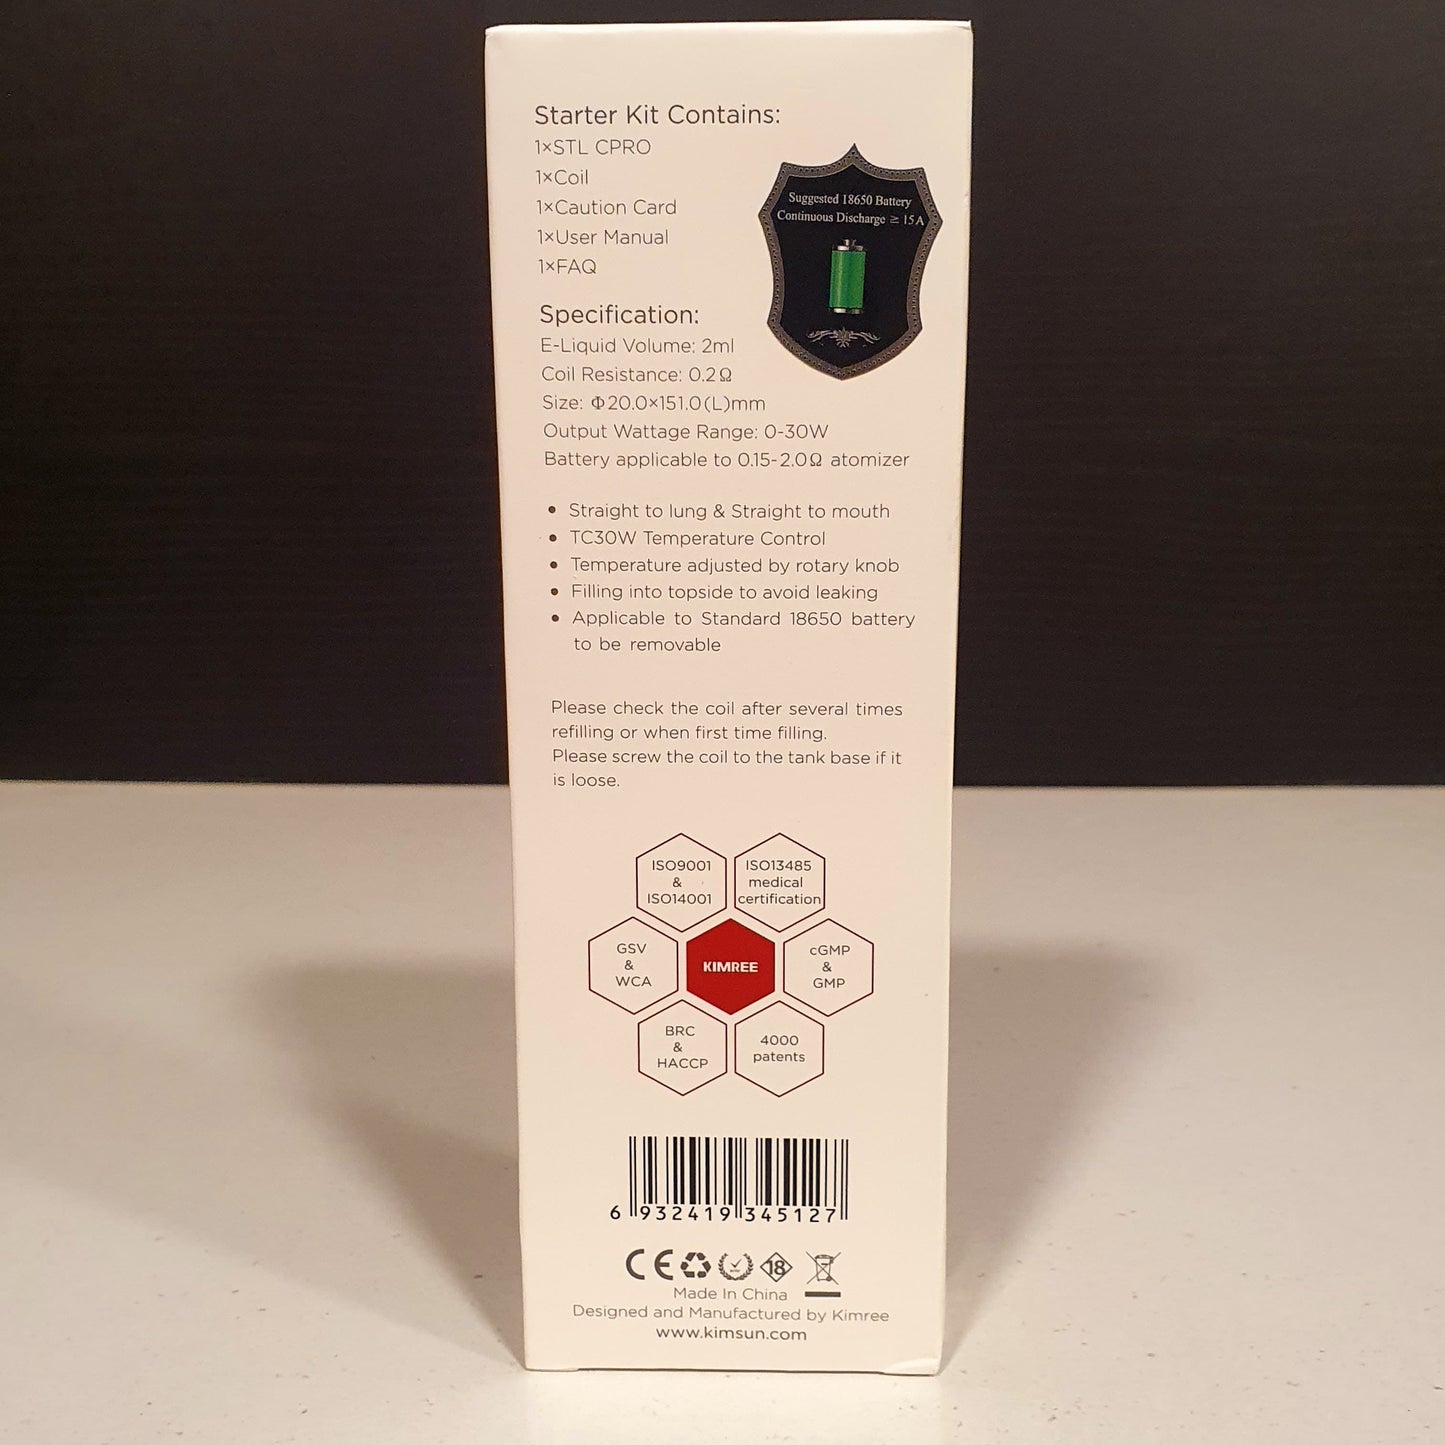 Starter Kit Contains:
1×STL CPRO
1×Coil
1×Caution Card
1×User Manual
1×FAQ
Suggested 18650 Battery
Continuous Discharge ≥ 15A
Specification:
E-Liquid Volume: 2ml
Coil Resistance: 0.2Ω
Size: Φ20.0×151.0(L)mm
Output Wattage Range: 0-30W
Battery applicable to 0.15-2.0Ω atomizer
• Straight to lung & Straight to mouth
• TC30W Temperature Control
• Temperature adjusted by rotary knob
• Filling into topside to avoid leaking
• Applicable to Standard 18650 battery
to be removable
Please check the coil after several times
refilling or when first time filling.
Please screw the coil to the tank base if it
is loose.
ISO9001
&
ISO14001
ISO13485
medical
certification
GSV
&
WCA
KIMREE
cGMP
&
GMP
BRC
&
HACCP
4000
patents
6 932419 345127
CE 18
Made In China
Designed and Manufactured by Kimree
www.kimsun.com